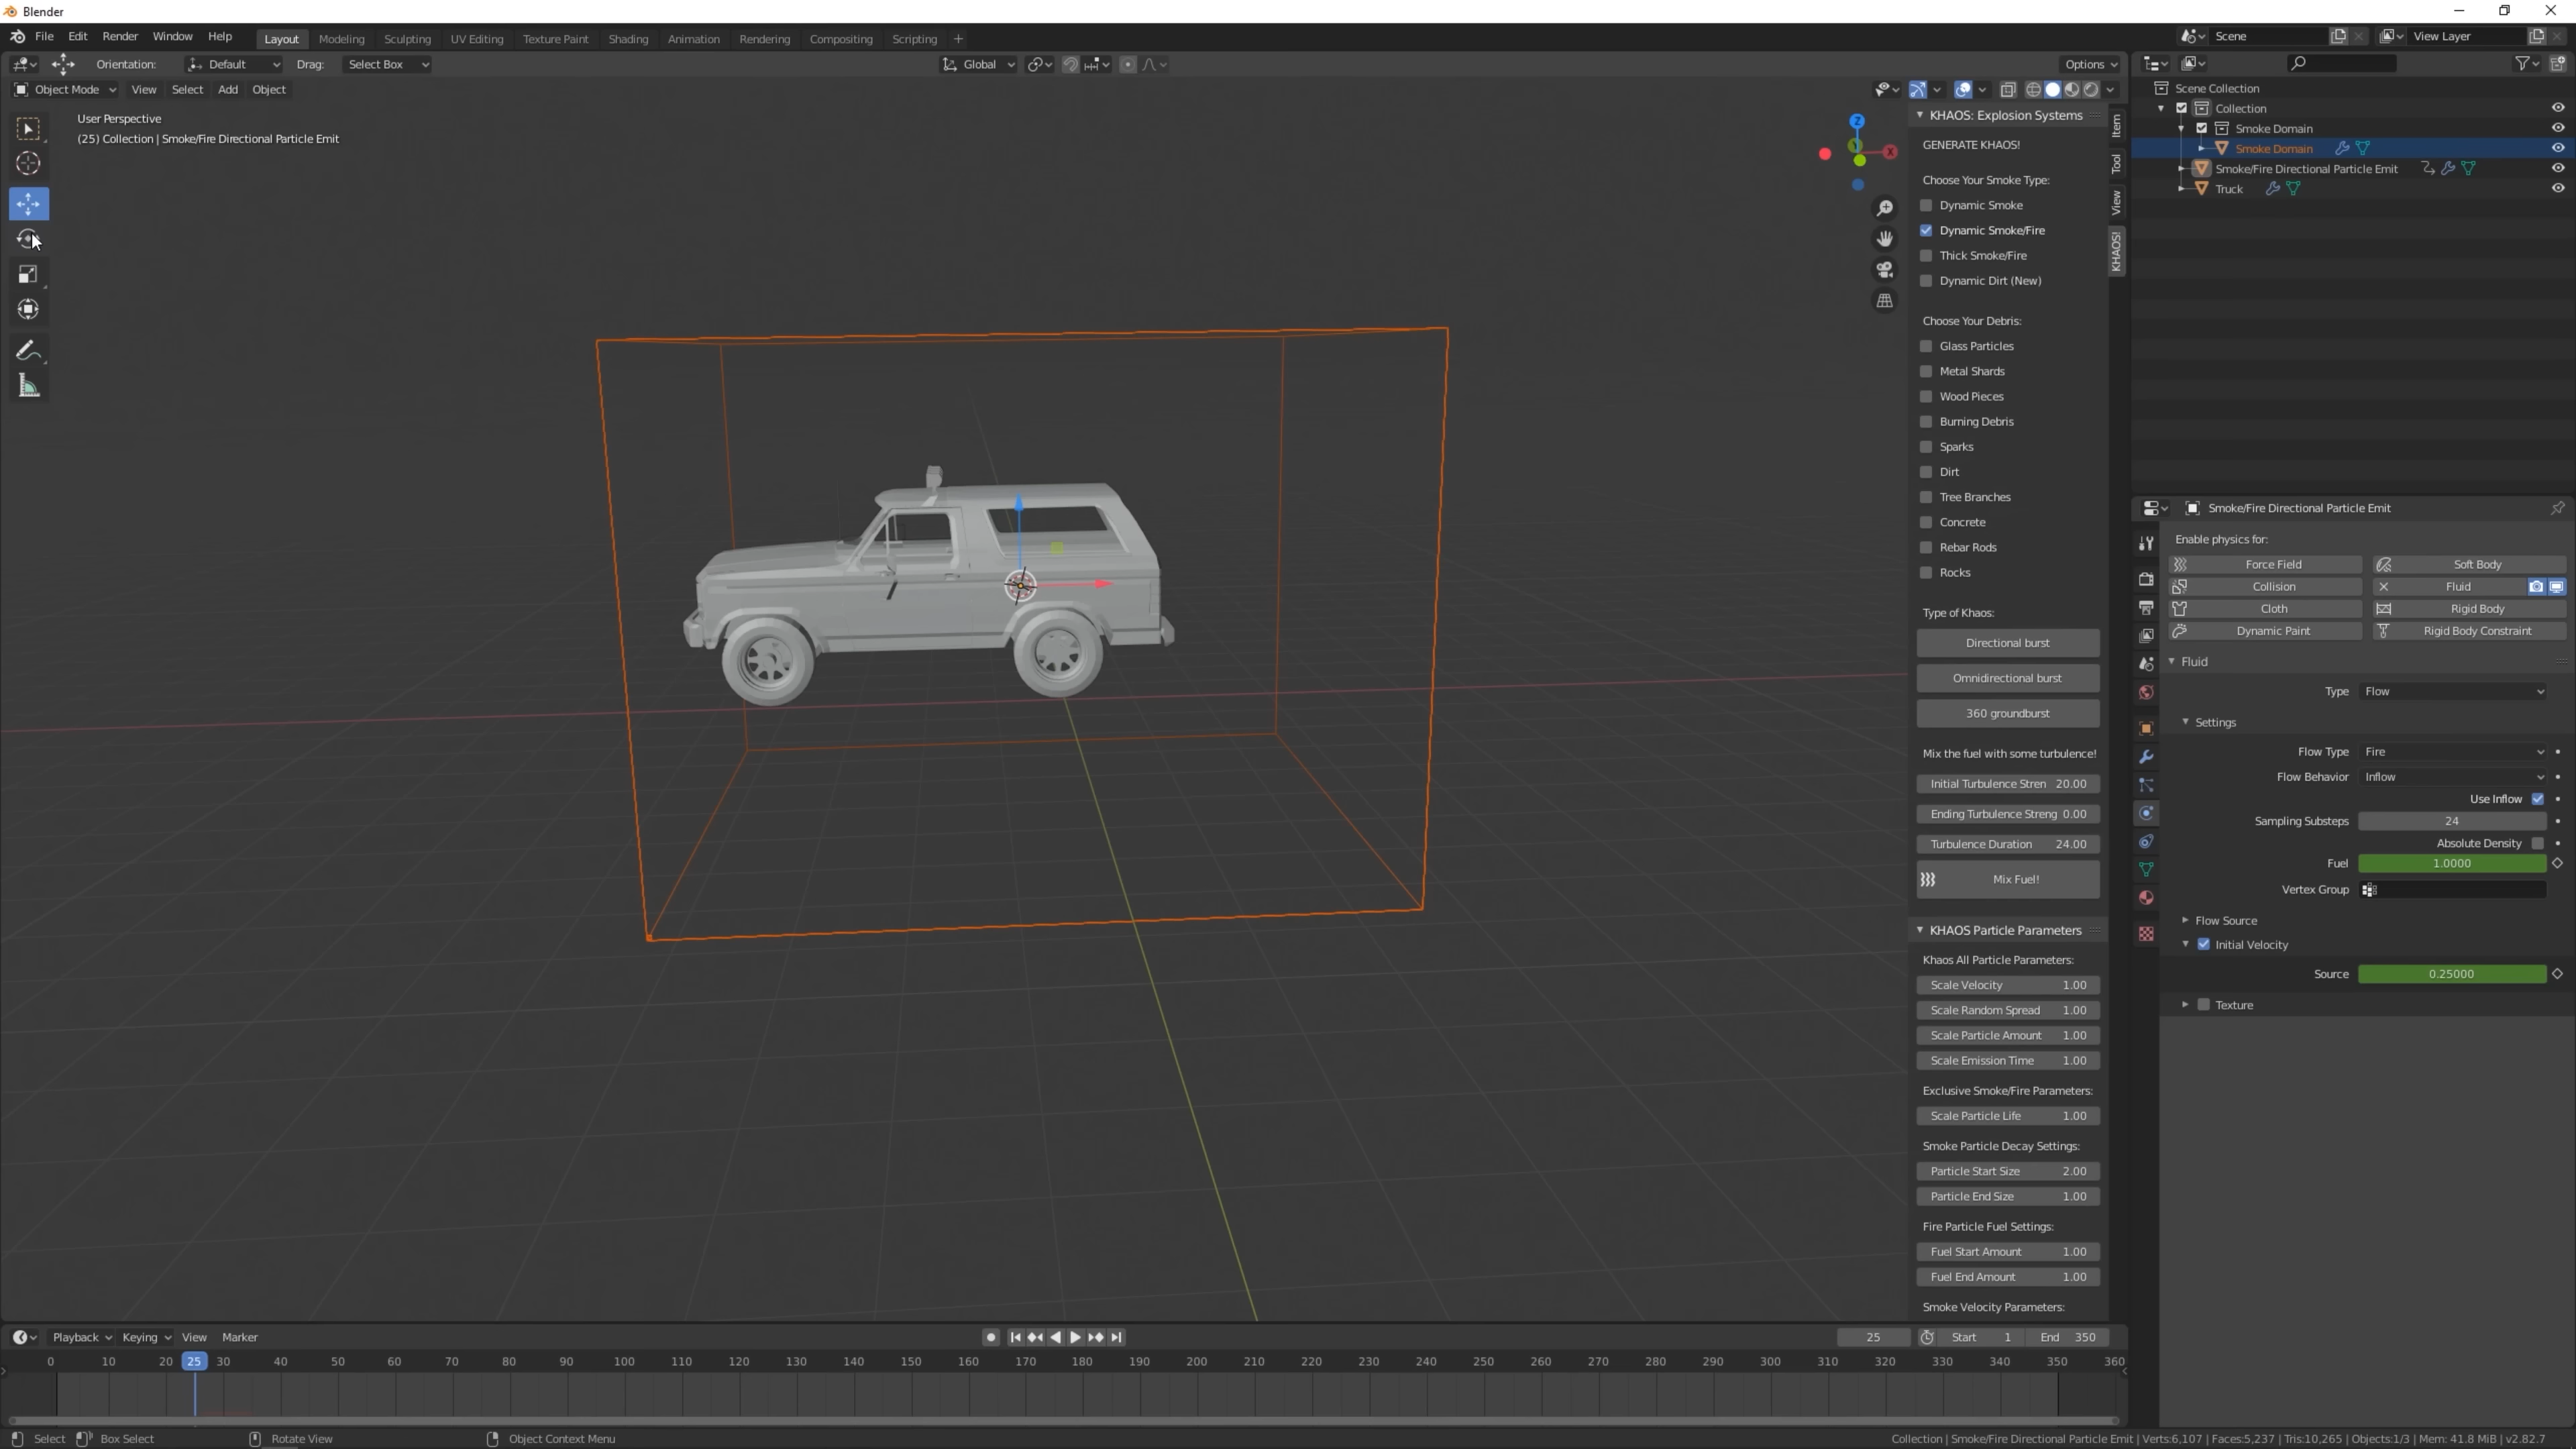 Blender
File Edit Render Window Help Layout Modeling Sculpting UV Editing Texture Paint Shading Animation Rendering Compositing Scripting + Scene View Layer
Orientation: Default Drag: Select Box Global Options
Object Mode View Select Add Object
User Perspective
(25) Collection | Smoke/Fire Directional Particle Emit
Z
Y
X
KHAOS: Explosion Systems
GENERATE KHAOS!
Choose Your Smoke Type:
Dynamic Smoke
Dynamic Smoke/Fire
Thick Smoke/Fire
Dynamic Dirt (New)
Choose Your Debris:
Glass Particles
Metal Shards
Wood Pieces
Burning Debris
Sparks
Dirt
Tree Branches
Concrete
Rebar Rods
Rocks
Type of Khaos:
Directional burst
Omnidirectional burst
360 groundburst
Mix the fuel with some turbulence!
Initial Turbulence Stren 20.00
Ending Turbulence Streng 0.00
Turbulence Duration 24.00
Mix Fuel!
KHAOS Particle Parameters
Khaos All Particle Parameters:
Scale Velocity 1.00
Scale Random Spread 1.00
Scale Particle Amount 1.00
Scale Emission Time 1.00
Exclusive Smoke/Fire Parameters:
Scale Particle Life 1.00
Smoke Particle Decay Settings:
Particle Start Size 2.00
Particle End Size 1.00
Fire Particle Fuel Settings:
Fuel Start Amount 1.00
Fuel End Amount 1.00
Smoke Velocity Parameters:
Item
Tool
View
KHAOS!
Scene Collection
Collection
Smoke Domain
Smoke Domain
Smoke/Fire Directional Particle Emit
Truck
Smoke/Fire Directional Particle Emit
Enable physics for:
Force Field Soft Body
Collision Fluid
Cloth Rigid Body
Dynamic Paint Rigid Body Constraint
Fluid
Type Flow
Settings
Flow Type Fire
Flow Behavior Inflow
Use Inflow
Sampling Substeps 24
Absolute Density
Fuel 1.0000
Vertex Group
Flow Source
Initial Velocity
Source 0.25000
Texture
Playback Keying View Marker 25 Start 1 End 350
0 10 20 25 30 40 50 60 70 80 90 100 110 120 130 140 150 160 170 180 190 200 210 220 230 240 250 260 270 280 290 300 310 320 330 340 350 360
Select Box Select Rotate View Object Context Menu Collection | Smoke/Fire Directional Particle Emit | Verts:6,107 | Faces:5,237 | Tris:10,265 | Objects:1/3 | Mem: 41.8 MiB | v2.82.7